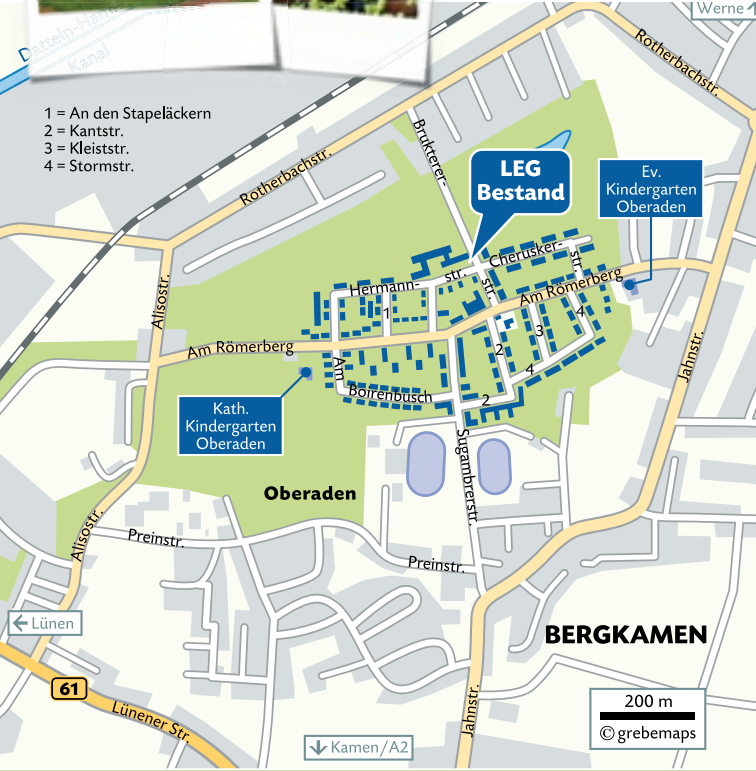 Werne
Datteln-Hamm-
Kanal
Rotherbachstr.
1 = An den Stapeläckern
2 = Kantstr.
3 = Kleiststr.
4 = Stormstr.
Brukterer-
str.
LEG
Bestand
Ev.
Kindergarten
Oberaden
Rotherbachstr.
Cherusker-
str.
Hermann-
str.
Am Römerberg
Alisostr.
1
2
3
4
4
2
Am Römerberg
Am
Boirenbusch
Jahnstr.
Kath.
Kindergarten
Oberaden
Sugambrerstr.
Oberaden
Alisostr.
Preinstr.
Preinstr.
Lünen
BERGKAMEN
61
Lünener Str.
Jahnstr.
200 m
© grebemaps
Kamen/A2